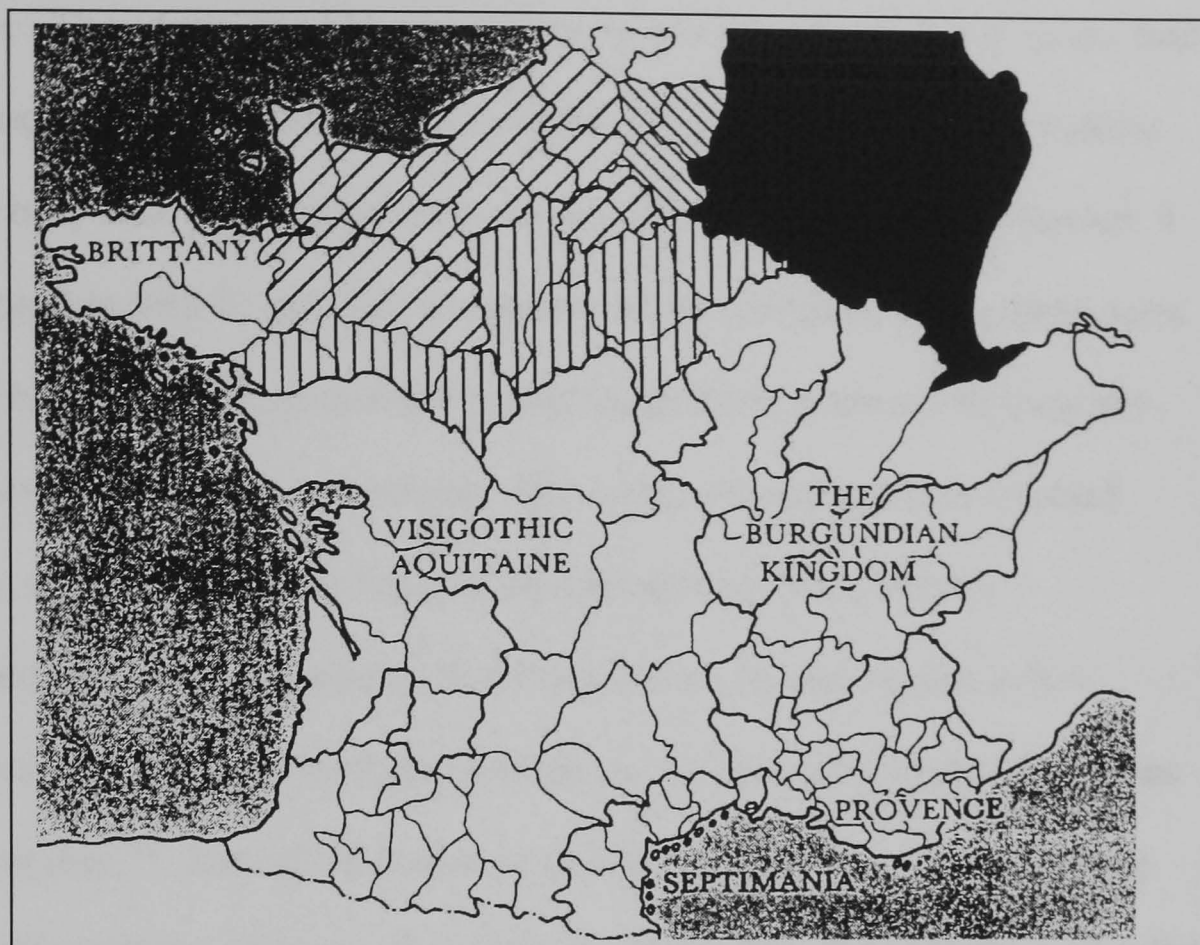 BRITTANY
VISIGOTHIC
AQUITAINE
THE
BURGUNDIAN
KINGDOM
PROVENCE
SEPTIMANIA